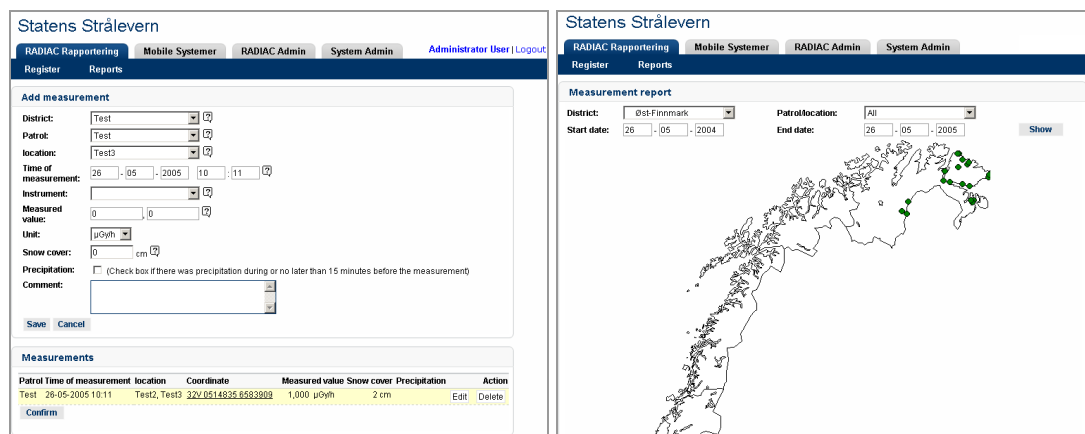 Statens Strålevern
RADIAC Rapportering Mobile Systemer RADIAC Admin System Admin Administrator User | Logout
Register Reports
Add measurement
District: Test ?
Patrol: Test ?
location: Test3 ?
Time of
measurement: 26 - 05 - 2005 10 : 11 ?
Instrument: ?
Measured
value: 0 , 0 ?
Unit: µGy/h
Snow cover: 0 cm ?
Precipitation: (Check box if there was precipitation during or no later than 15 minutes before the measurement)
Comment:
Save Cancel
Measurements
Patrol Time of measurement location Coordinate Measured value Snow cover Precipitation Action
Test 26-05-2005 10:11 Test2, Test3 32V 0514835 6583909 1,000 µGy/h 2 cm Edit Delete
Confirm
Statens Strålevern
RADIAC Rapportering Mobile Systemer RADIAC Admin System Admin
Register Reports
Measurement report
District: Øst-Finnmark Patrol/location: All
Start date: 26 - 05 - 2004 End date: 26 - 05 - 2005 Show